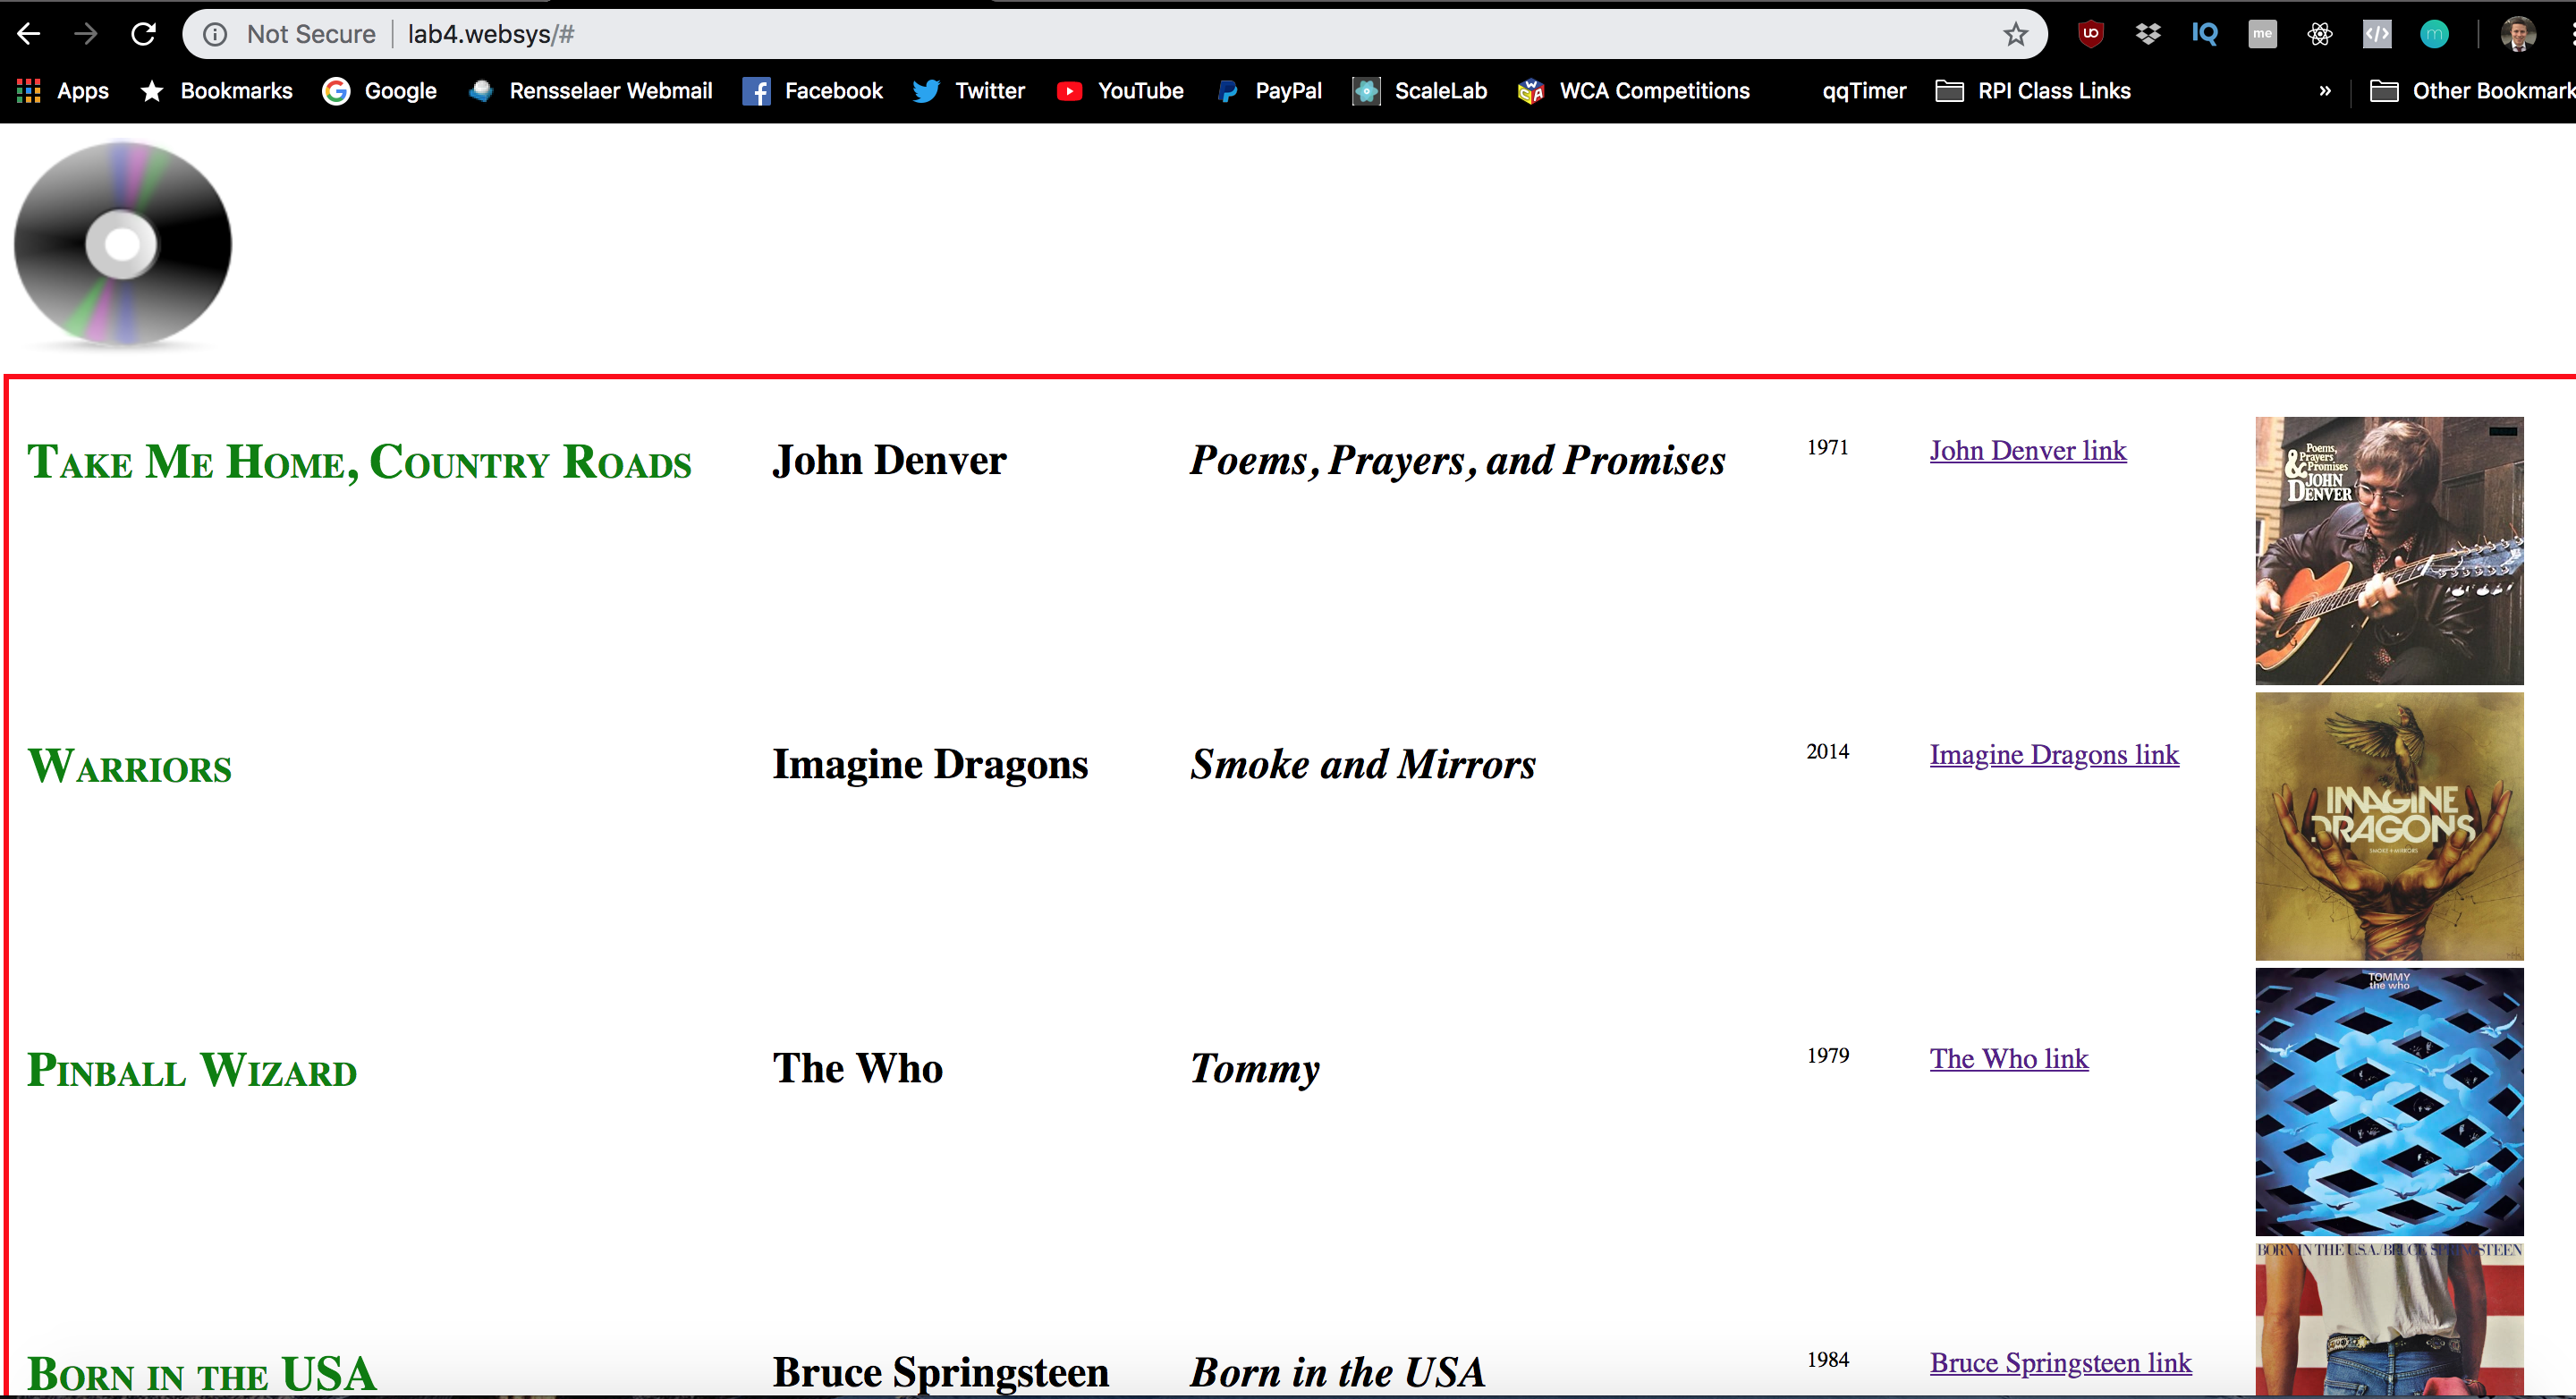 Not Secure lab4.websys/#
UO IQ me </> m
Apps Bookmarks Google Rensselaer Webmail Facebook Twitter YouTube PayPal ScaleLab WCA Competitions qqTimer RPI Class Links » Other Bookmark
Take Me Home, Country Roads John Denver Poems, Prayers, and Promises 1971 John Denver link
Poems,
Prayers
& Promises
JOHN
DENVER
Warriors Imagine Dragons Smoke and Mirrors 2014 Imagine Dragons link
IMAGINE
DRAGONS
SMOKE + MIRRORS
TOMMY
the who
Pinball Wizard The Who Tommy 1979 The Who link
BORN IN THE U.S.A./BRUCE SPRINGSTEEN
Born in the USA Bruce Springsteen Born in the USA 1984 Bruce Springsteen link